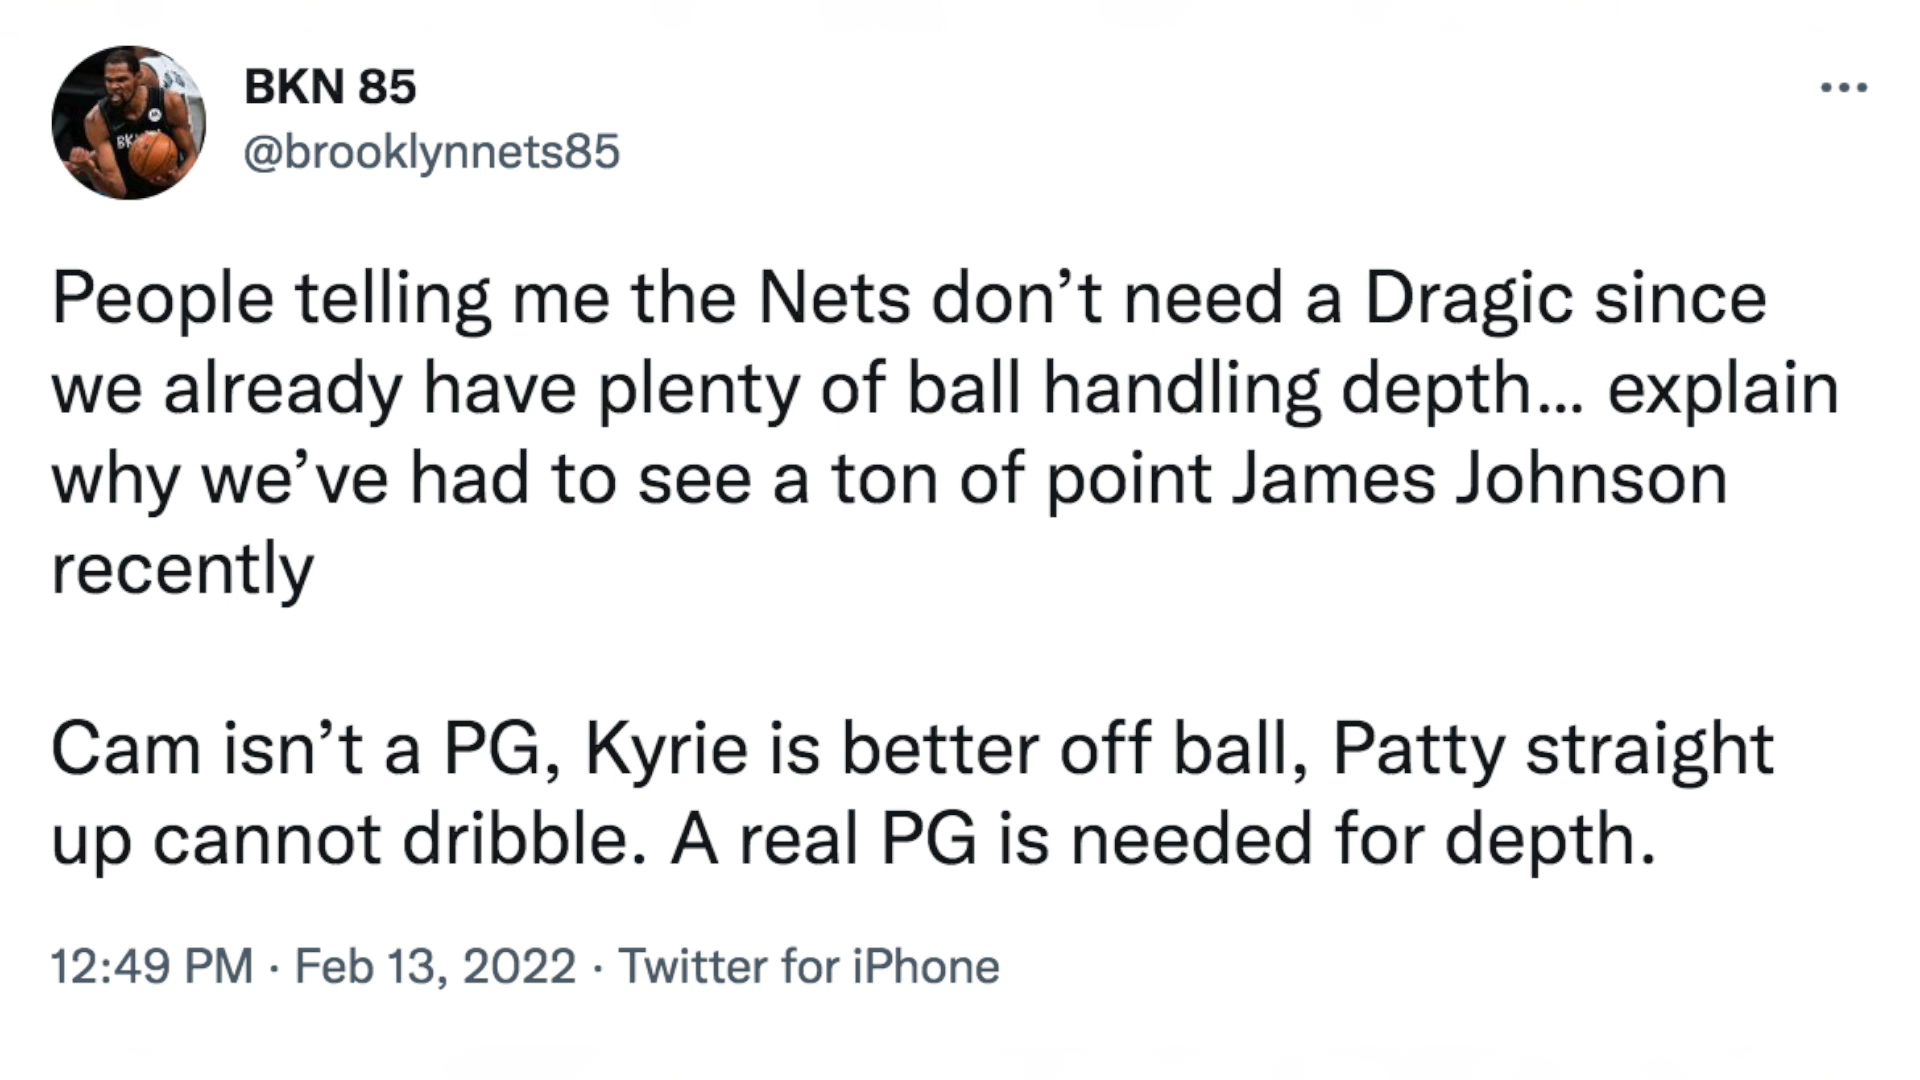 BKN 85
@brooklynnets85
People telling me the Nets don’t need a Dragic since
we already have plenty of ball handling depth... explain
why we’ve had to see a ton of point James Johnson
recently
Cam isn’t a PG, Kyrie is better off ball, Patty straight
up cannot dribble. A real PG is needed for depth.
12:49 PM · Feb 13, 2022 · Twitter for iPhone